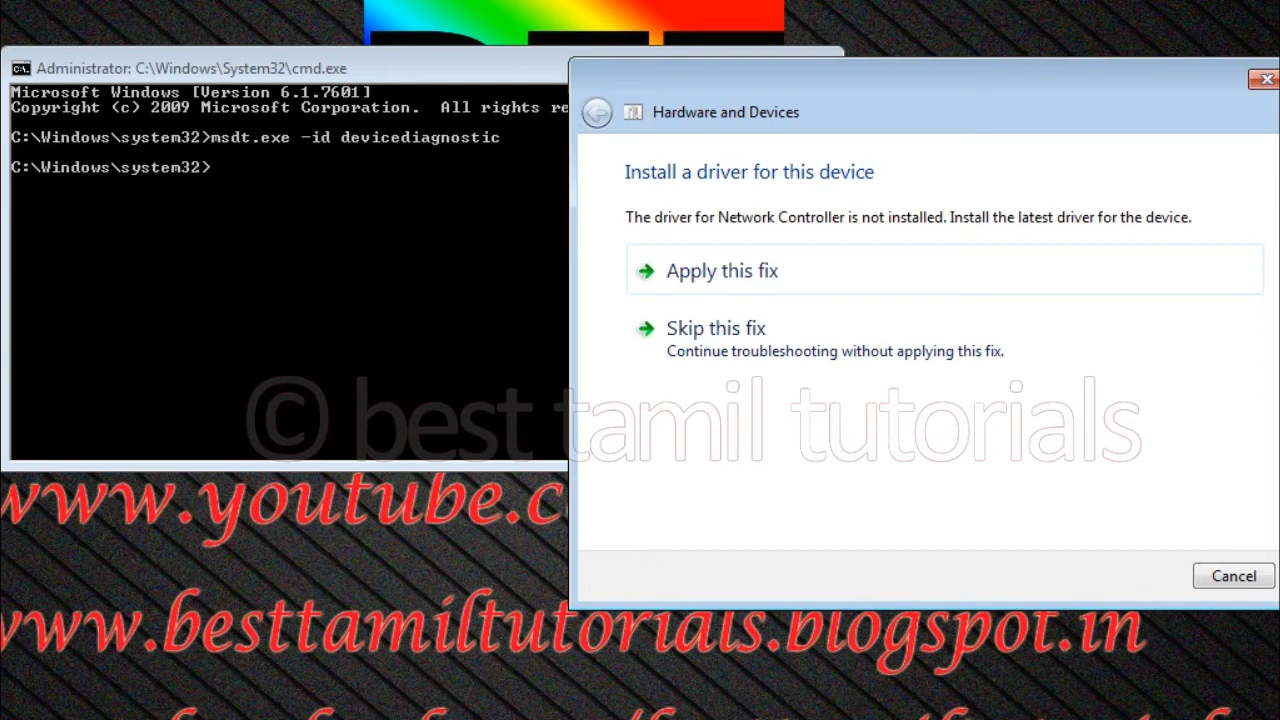 Administrator: C:\Windows\System32\cmd.exe
Microsoft Windows [Version 6.1.7601]
Copyright (c) 2009 Microsoft Corporation.  All rights re
C:\Windows\system32>msdt.exe -id devicediagnostic
C:\Windows\system32>
Hardware and Devices
Install a driver for this device
The driver for Network Controller is not installed. Install the latest driver for the device.
Apply this fix
Skip this fix
Continue troubleshooting without applying this fix.
© best tamil tutorials
Cancel
www.youtube.c
www.besttamiltutorials.blogspot.in